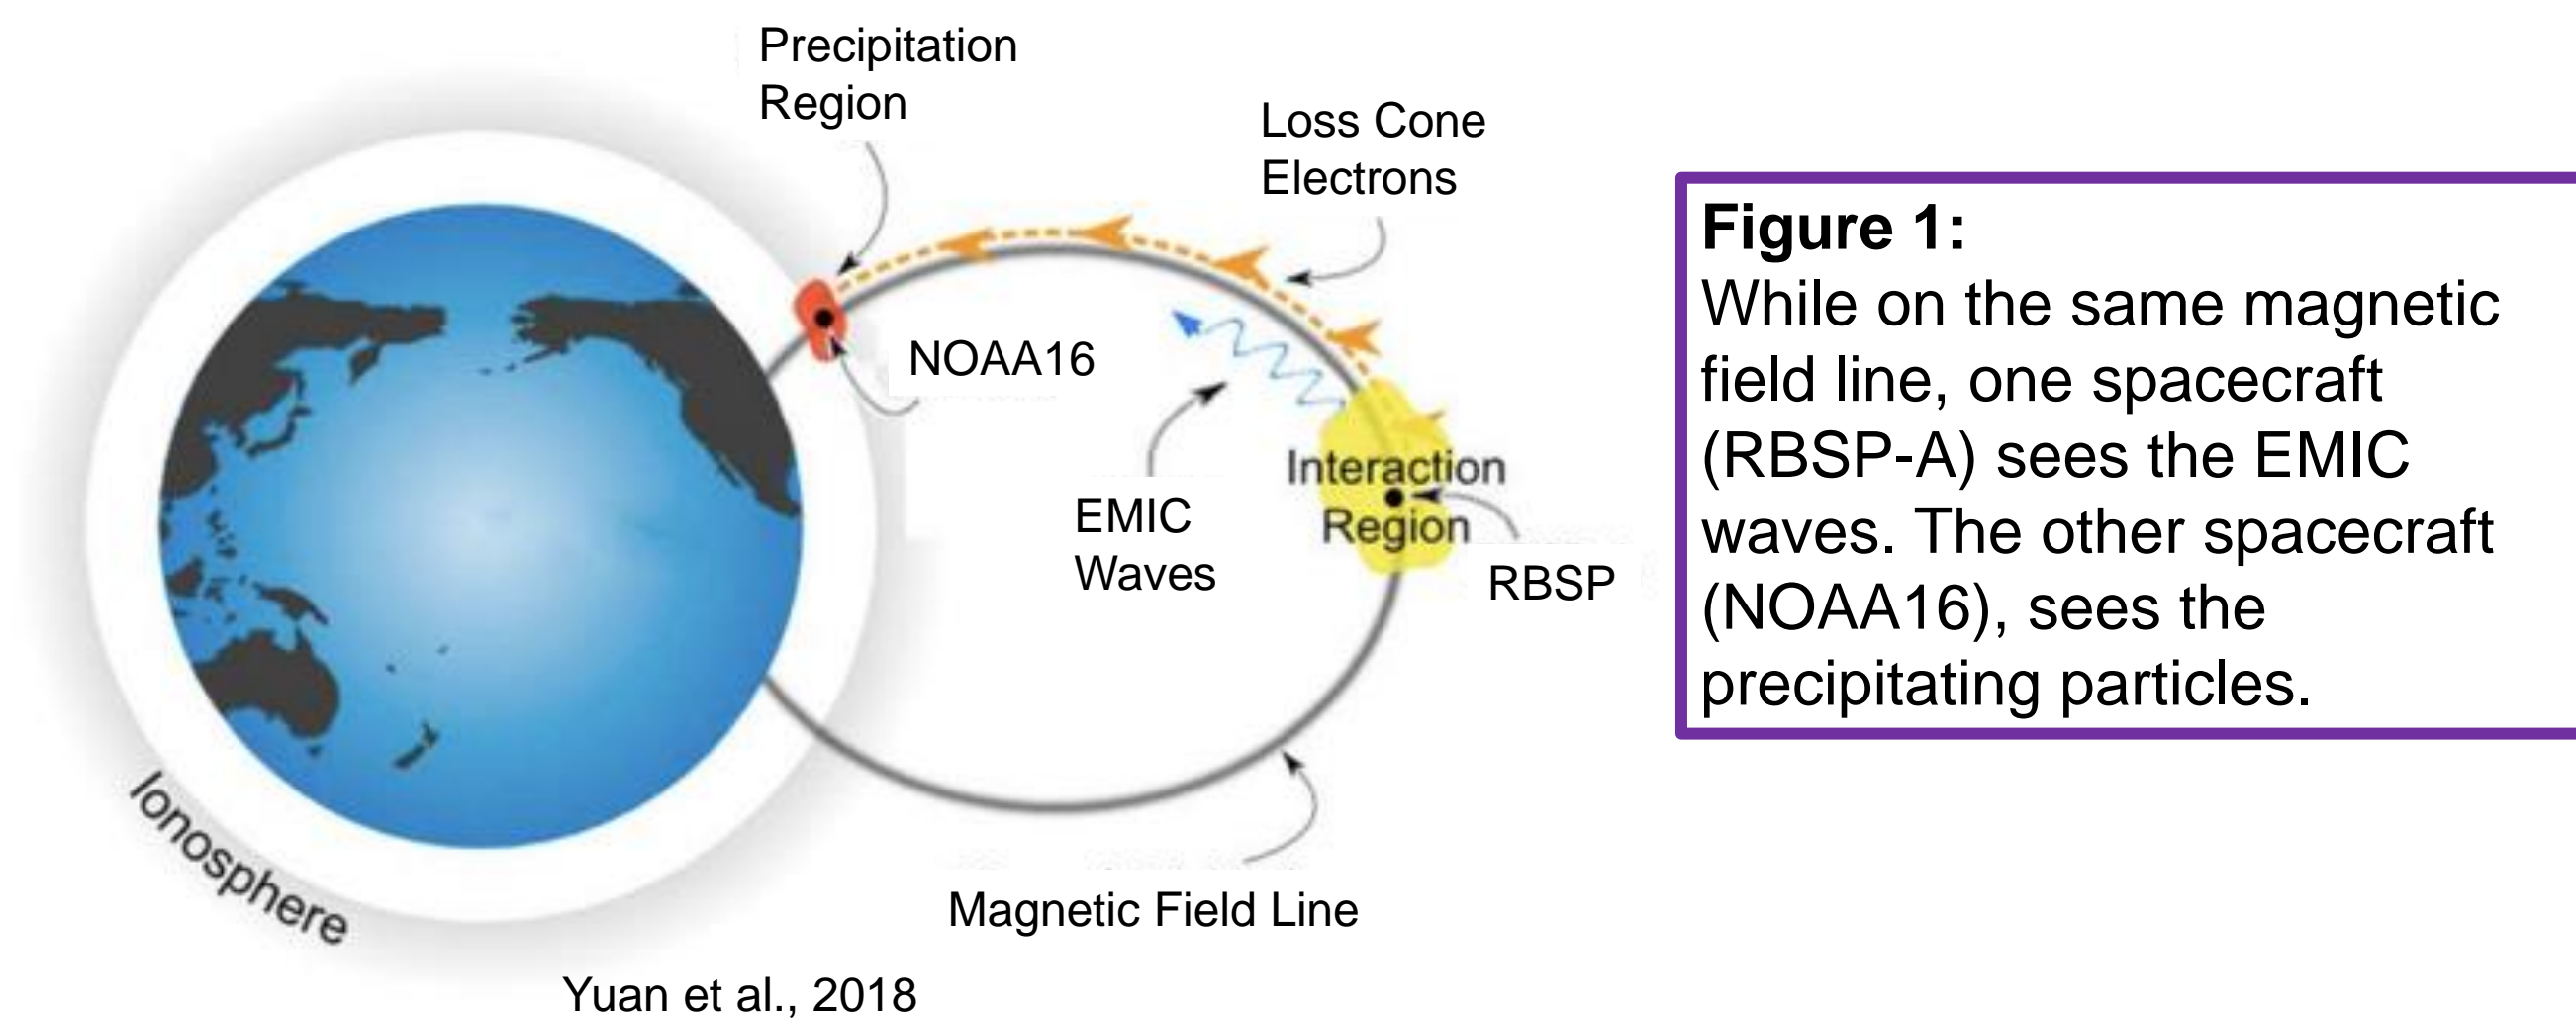 Precipitation
Region
Loss Cone
Electrons
NOAA16
EMIC
Waves
Interaction
Region
RBSP
Magnetic Field Line
Ionosphere
Yuan et al., 2018
Figure 1:
While on the same magnetic
field line, one spacecraft
(RBSP-A) sees the EMIC
waves. The other spacecraft
(NOAA16), sees the
precipitating particles.